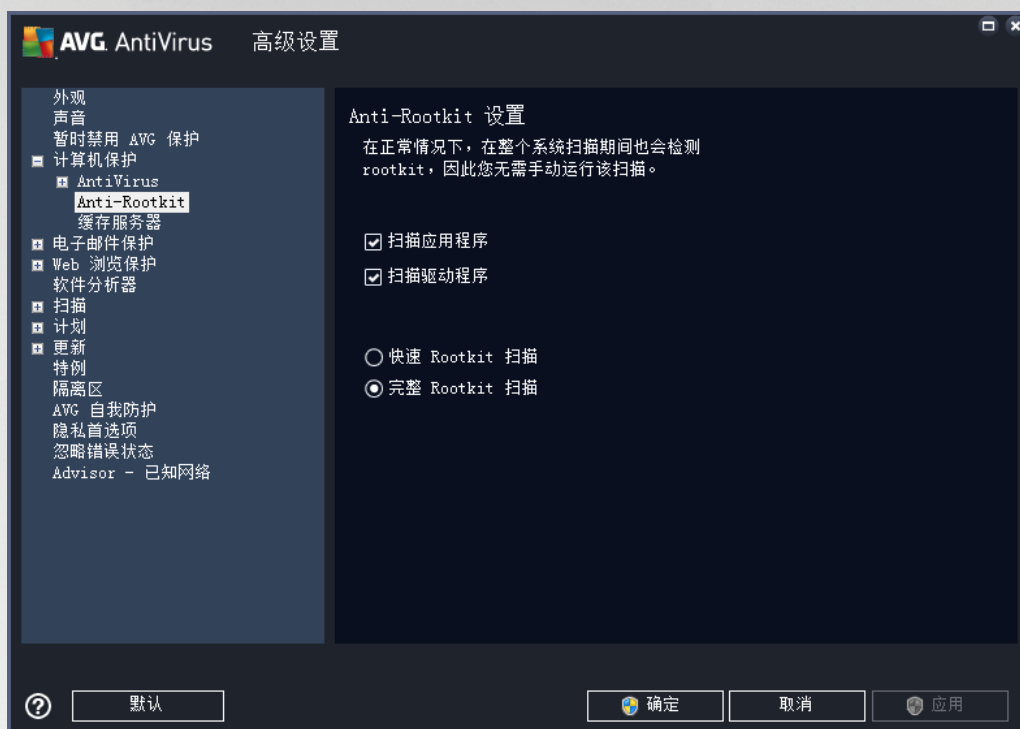 AVG. AntiVirus 高级设置
外观
声音
暂时禁用 AVG 保护
计算机保护
AntiVirus
Anti-Rootkit
缓存服务器
电子邮件保护
Web 浏览保护
软件分析器
扫描
计划
更新
特例
隔离区
AVG 自我防护
隐私首选项
忽略错误状态
Advisor - 已知网络
Anti-Rootkit 设置
在正常情况下，在整个系统扫描期间也会检测
rootkit，因此您无需手动运行该扫描。
扫描应用程序
扫描驱动程序
快速 Rootkit 扫描
完整 Rootkit 扫描
默认
确定
取消
应用